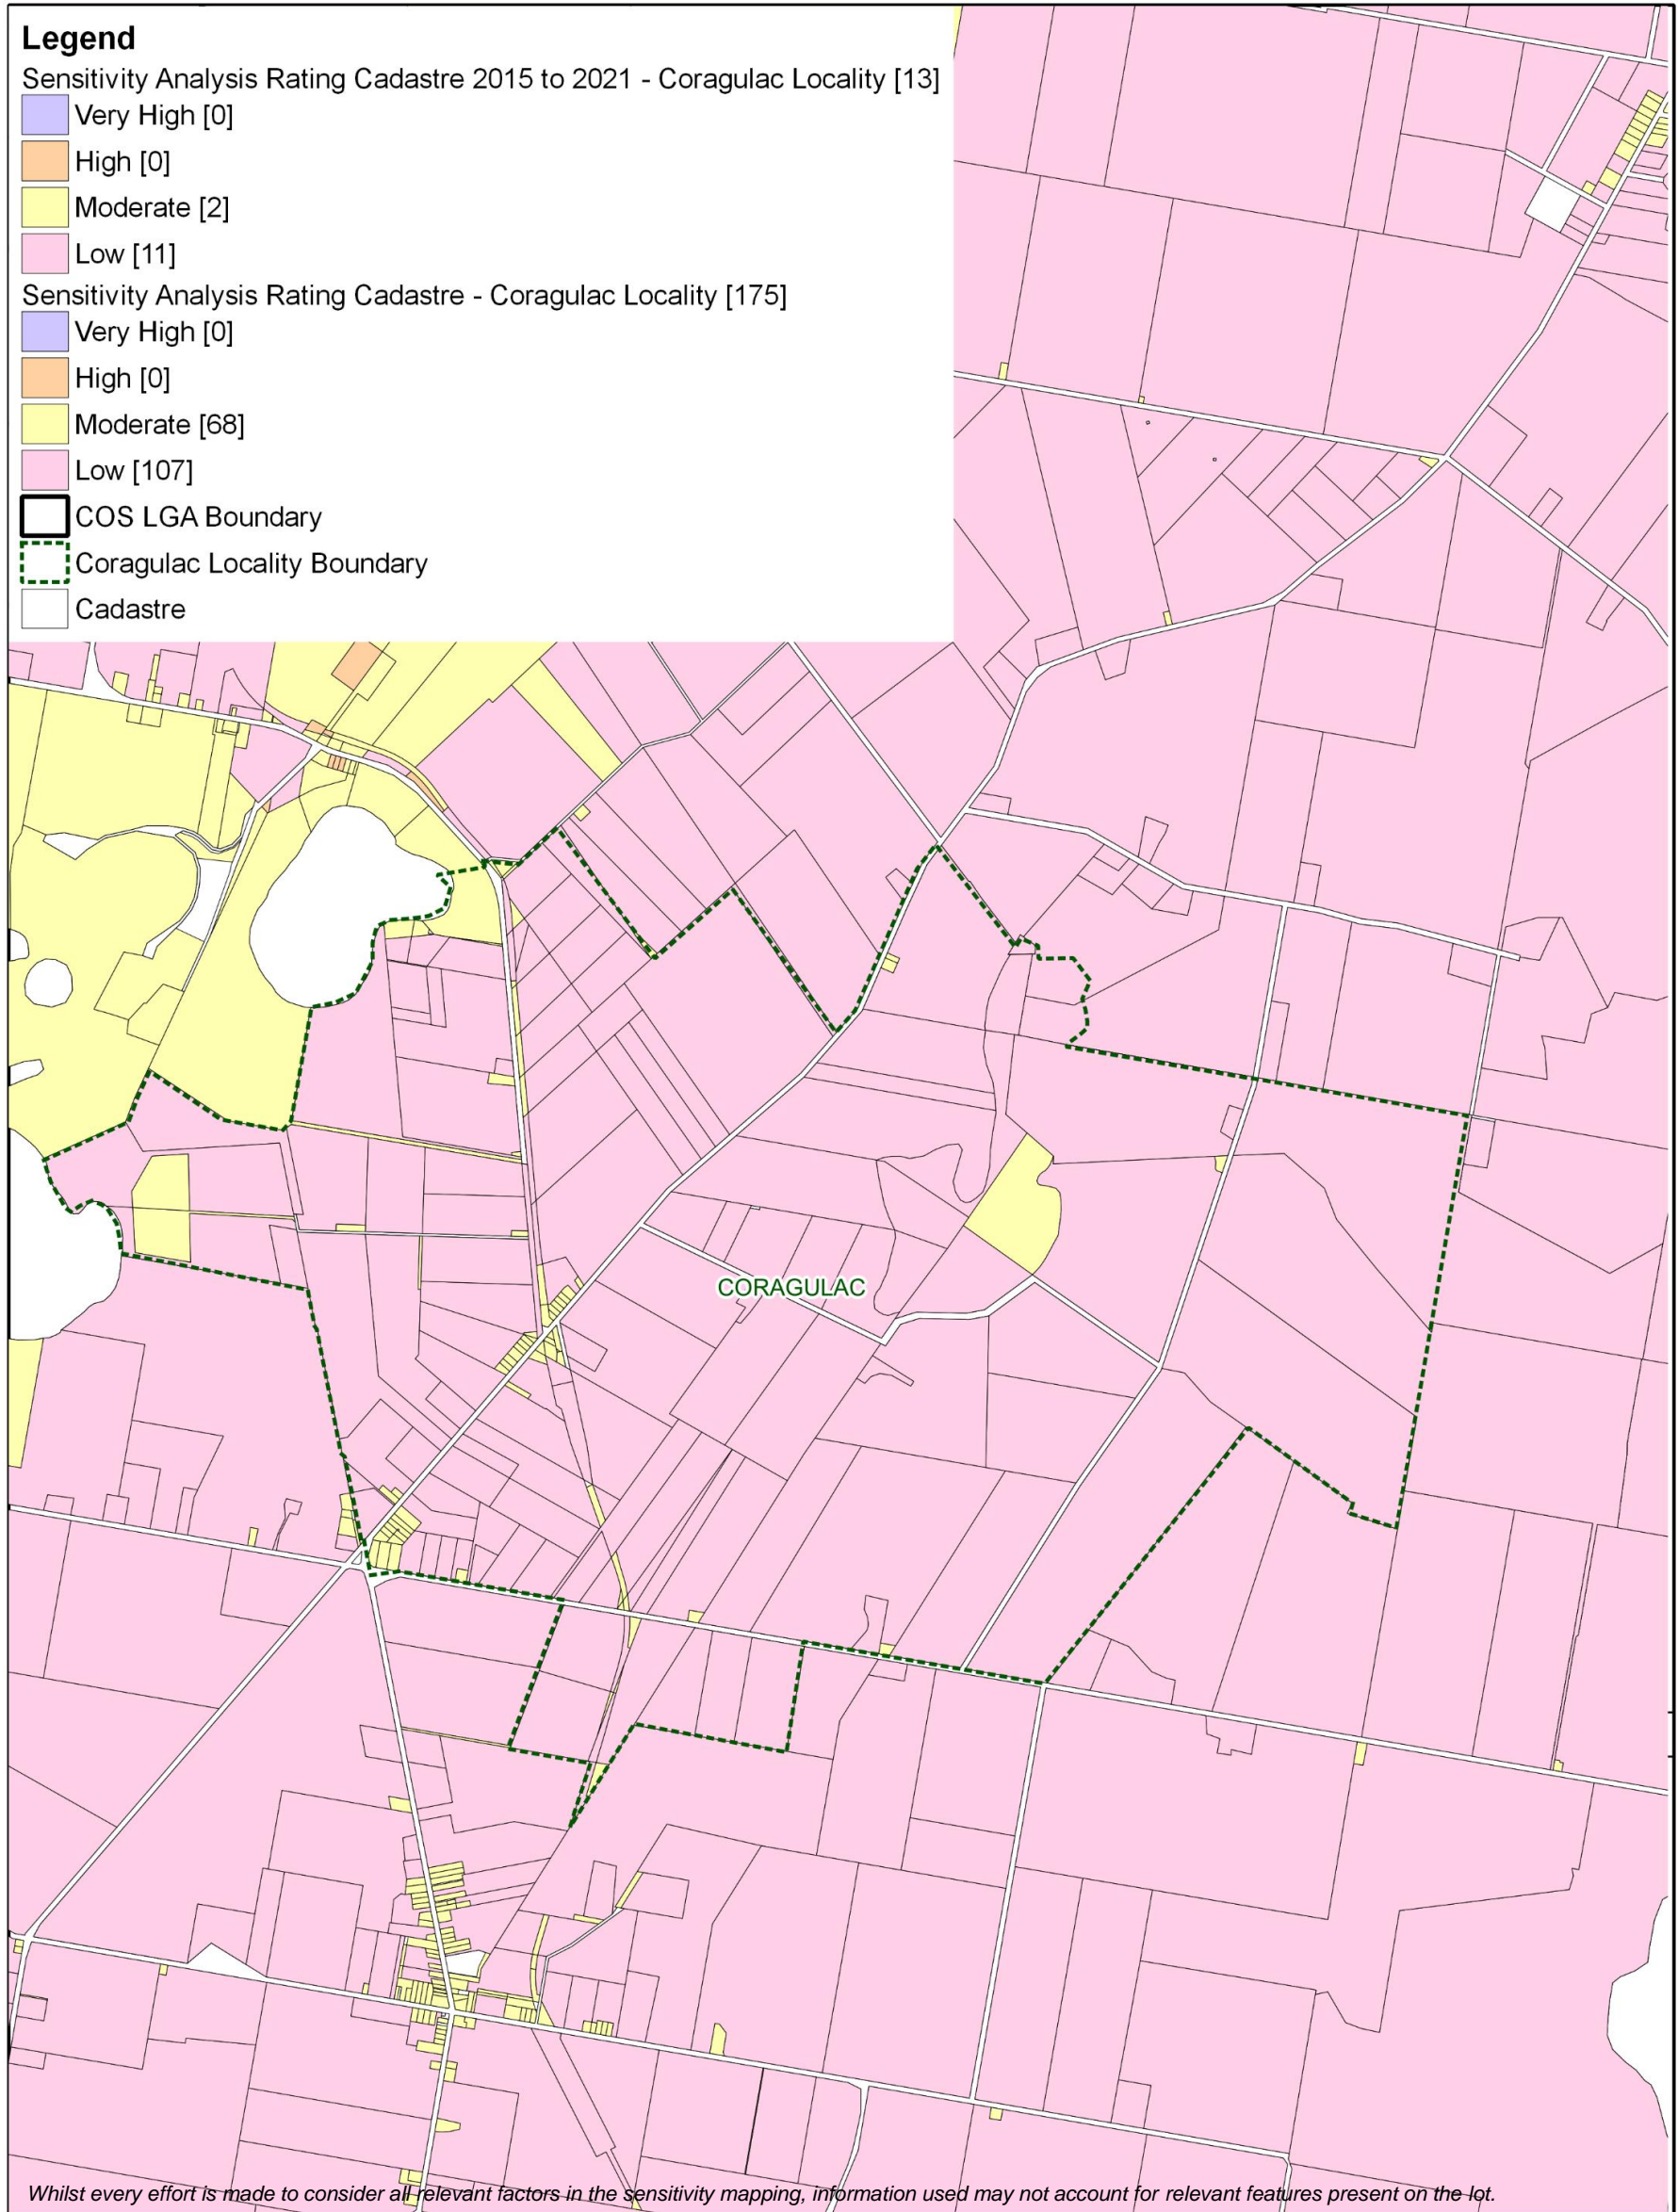 Legend
Sensitivity Analysis Rating Cadastre 2015 to 2021 - Coragulac Locality [13]
Very High [0]
High [0]
Moderate [2]
Low [11]
Sensitivity Analysis Rating Cadastre - Coragulac Locality [175]
Very High [0]
High [0]
Moderate [68]
Low [107]
COS LGA Boundary
Coragulac Locality Boundary
Cadastre
CORAGULAC
Whilst every effort is made to consider all relevant factors in the sensitivity mapping, information used may not account for relevant features present on the lot.